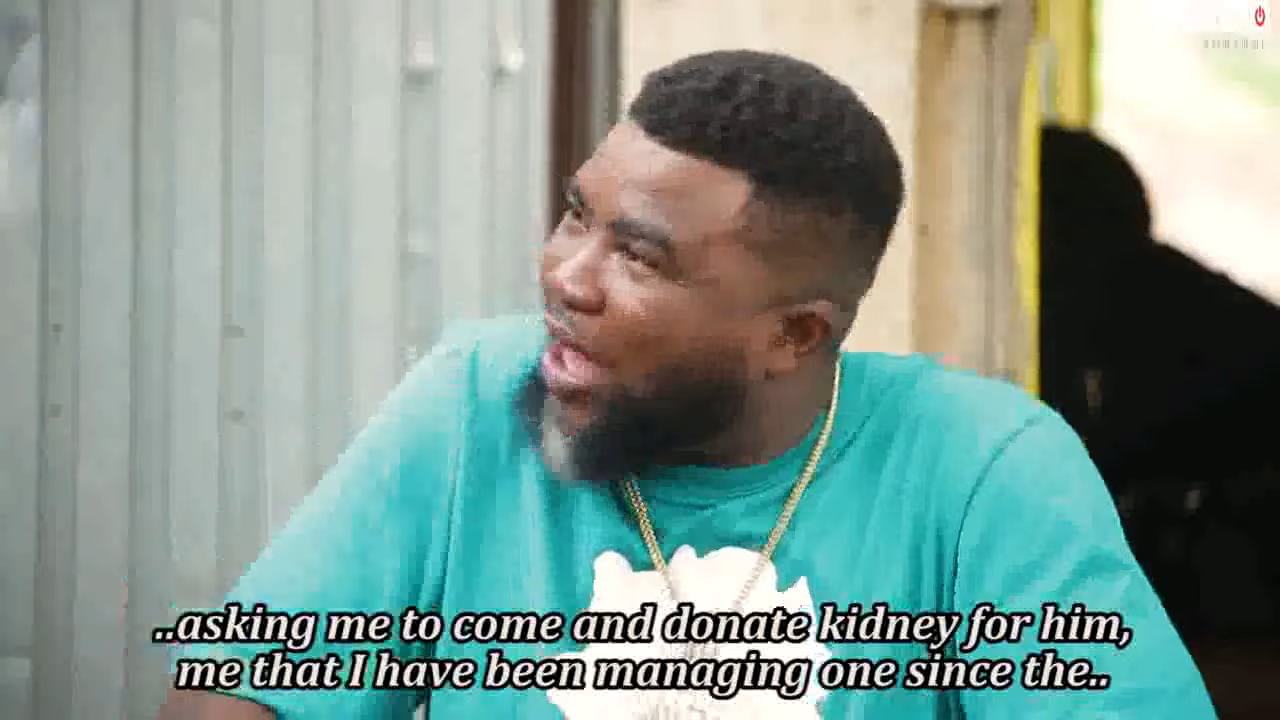 ..asking me to come and donate kidney for him,
me that I have been managing one since the..